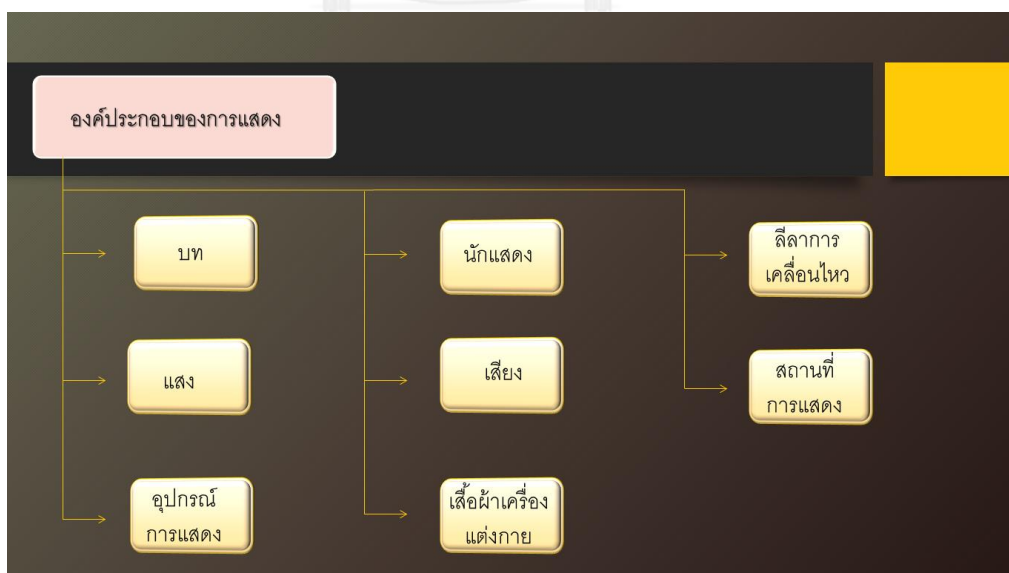 องค์ประกอบของการแสดง
บท
นักแสดง
ลีลาการ
เคลื่อนไหว
แสง
เสียง
สถานที่
การแสดง
อุปกรณ์
การแสดง
เสื้อผ้าเครื่อง
แต่งกาย